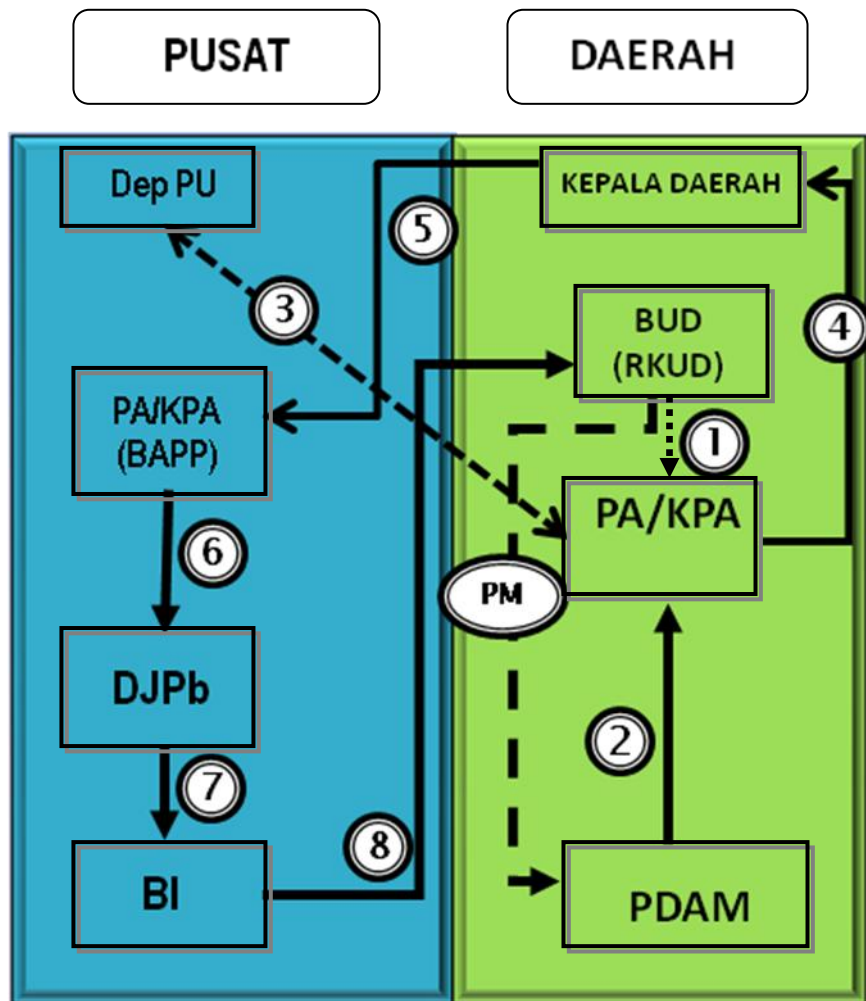 PUSAT
DAERAH
Dep PU
KEPALA DAERAH
5
3
4
BUD
(RKUD)
PA/KPA
(BAPP)
1
PA/KPA
6
PM
DJPb
2
7
8
BI
PDAM